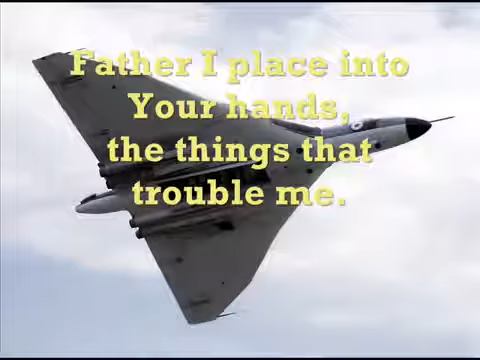 Father I place into
Your hands,
the things that
trouble me.